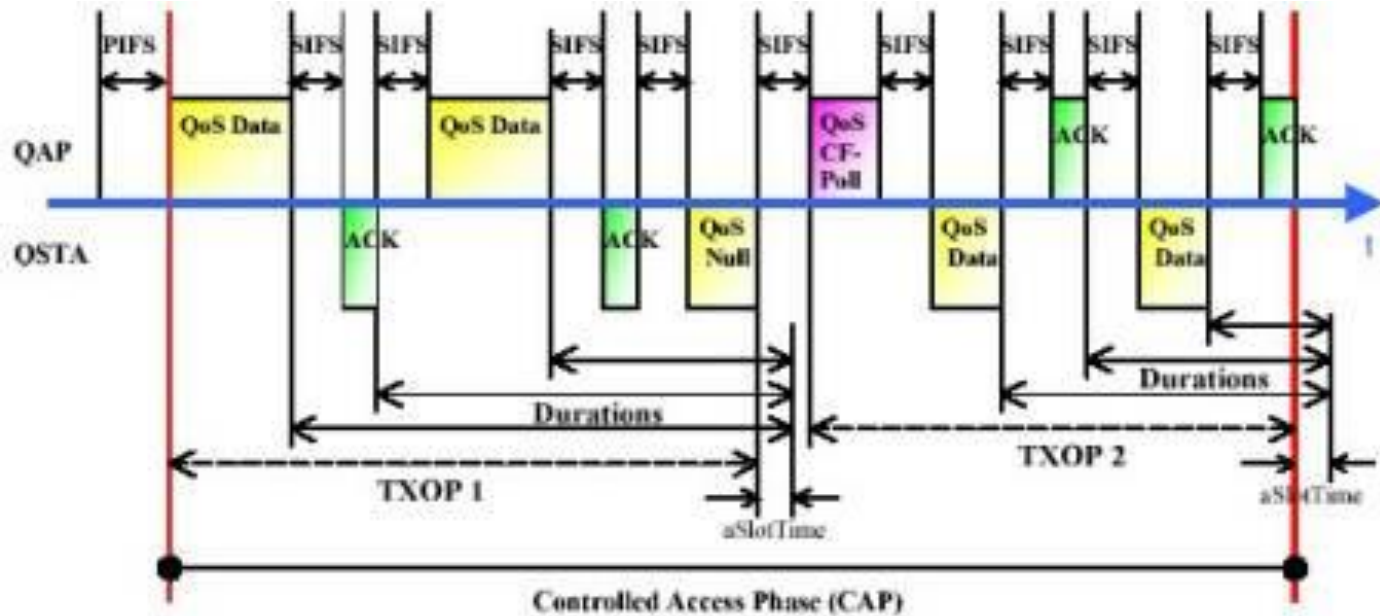 PIFS SIFS SIFS SIFS SIFS SIFS SIFS SIFS SIFS SIFS
QAP QoS Data QoS Data QoS CF-Poll ACK ACK
QSTA ACK ACK QoS Null QoS Data QoS Data
t
Durations
Durations
TXOP 1
TXOP 2
aSlotTime
aSlotTime
Controlled Access Phase (CAP)